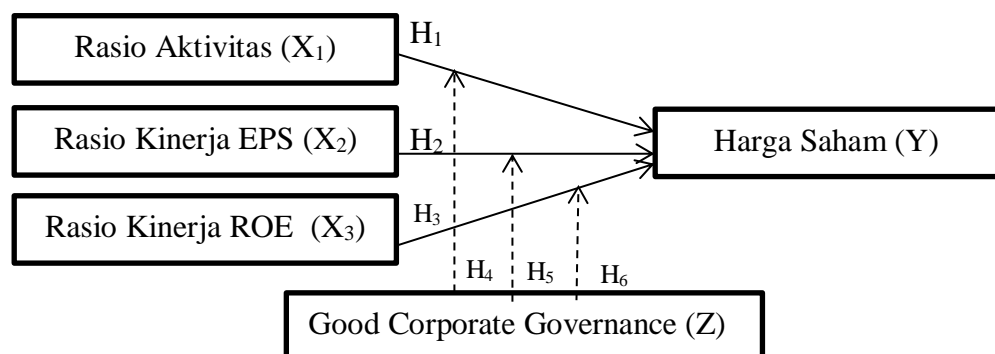 Rasio Aktivitas (X₁)
H₁
Rasio Kinerja EPS (X₂)
H₂
Harga Saham (Y)
Rasio Kinerja ROE (X₃)
H₃
H₄
H₅
H₆
Good Corporate Governance (Z)